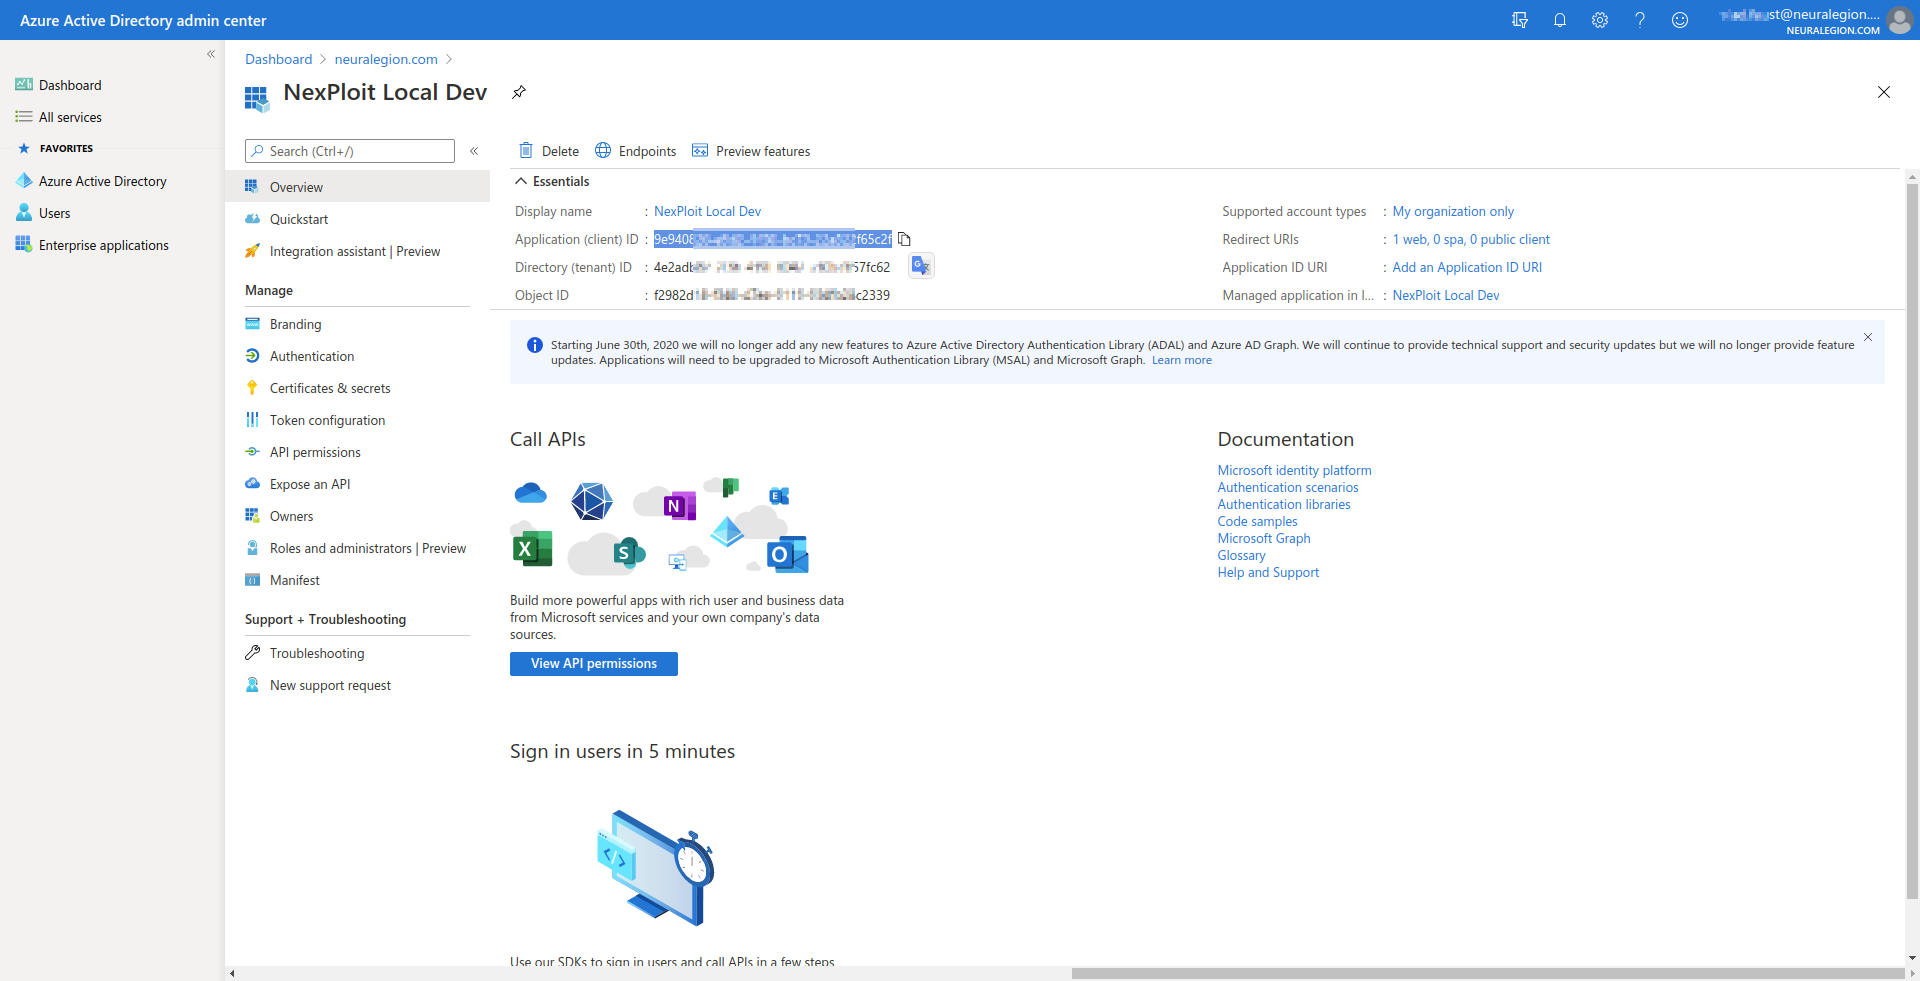 Azure Active Directory admin center
st@neuralegion....
NEURALEGION.COM
Dashboard
All services
FAVORITES
Azure Active Directory
Users
Enterprise applications
Dashboard > neuralegion.com >
NexPloit Local Dev
Search (Ctrl+/)
Overview
Quickstart
Integration assistant | Preview
Manage
Branding
Authentication
Certificates & secrets
Token configuration
API permissions
Expose an API
Owners
Roles and administrators | Preview
Manifest
Support + Troubleshooting
Troubleshooting
New support request
Delete
Endpoints
Preview features
Essentials
Display name : NexPloit Local Dev
Application (client) ID : 9e940 f65c2f
Directory (tenant) ID : 4e2adb 57fc62
Object ID : f2982d c2339
Supported account types : My organization only
Redirect URIs : 1 web, 0 spa, 0 public client
Application ID URI : Add an Application ID URI
Managed application in l... : NexPloit Local Dev
Starting June 30th, 2020 we will no longer add any new features to Azure Active Directory Authentication Library (ADAL) and Azure AD Graph. We will continue to provide technical support and security updates but we will no longer provide feature
updates. Applications will need to be upgraded to Microsoft Authentication Library (MSAL) and Microsoft Graph. Learn more
Call APIs
N
E
X
S
O
Build more powerful apps with rich user and business data
from Microsoft services and your own company's data
sources.
View API permissions
Documentation
Microsoft identity platform
Authentication scenarios
Authentication libraries
Code samples
Microsoft Graph
Glossary
Help and Support
Sign in users in 5 minutes
Use our SDKs to sign in users and call APIs in a few steps